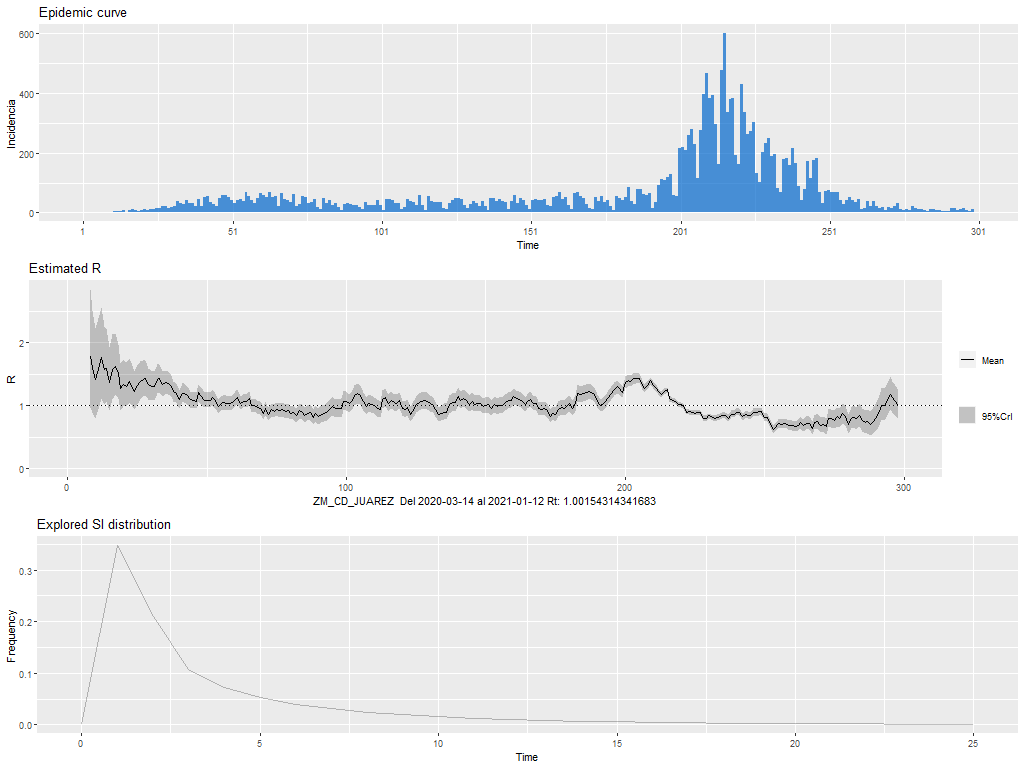 Epidemic curve
600
400
200
0
Incidencia
1 51 101 151 201 251 301
Time
Estimated R
2
1
0
R
Mean
95%CrI
0 100 200 300
ZM_CD_JUAREZ Del 2020-03-14 al 2021-01-12 Rt: 1.00154314341683
Explored SI distribution
0.3
0.2
0.1
0.0
Frequency
0 5 10 15 20 25
Time